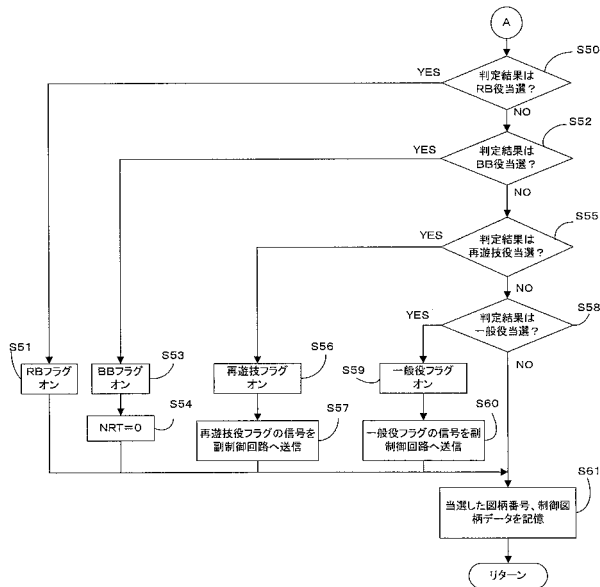 A
S50
判定結果は
RB役当選?
YES
NO
S52
判定結果は
BB役当選?
YES
NO
S55
判定結果は
再遊技役当選?
YES
NO
S58
判定結果は
一般役当選?
YES
NO
S51
RBフラグ
オン
S53
BBフラグ
オン
S54
NRT=0
S56
再遊技フラグ
オン
S57
再遊技役フラグの信号を
副制御回路へ送信
S59
一般役フラグ
オン
S60
一般役フラグの信号を副
制御回路へ送信
S61
当選した図柄番号、制御図
柄データを記憶
リターン